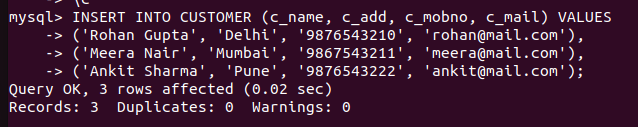 -> \c
mysql> INSERT INTO CUSTOMER (c_name, c_add, c_mobno, c_mail) VALUES
-> ('Rohan Gupta', 'Delhi', '9876543210', 'rohan@mail.com'),
-> ('Meera Nair', 'Mumbai', '9867543211', 'meera@mail.com'),
-> ('Ankit Sharma', 'Pune', '9876543222', 'ankit@mail.com');
Query OK, 3 rows affected (0.02 sec)
Records: 3  Duplicates: 0  Warnings: 0